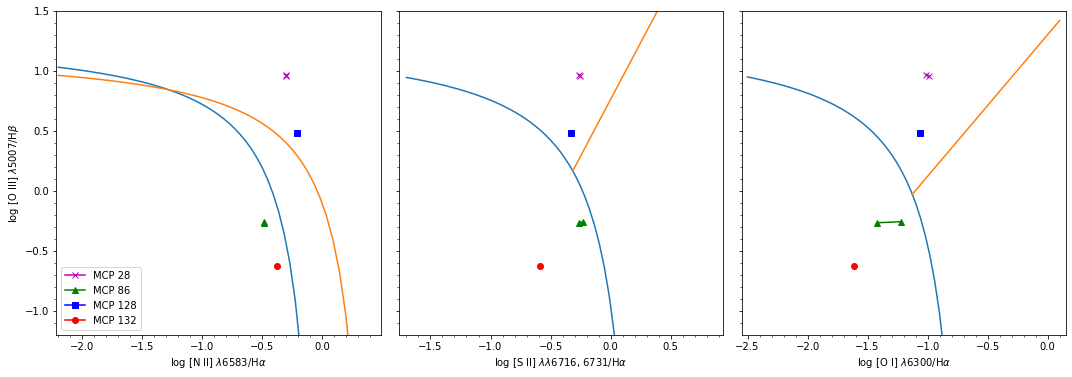 log [O III] λ5007/Hβ
1.5
1.0
0.5
0.0
−0.5
−1.0
MCP 28
MCP 86
MCP 128
MCP 132
−2.0 −1.5 −1.0 −0.5 0.0
−1.5 −1.0 −0.5 0.0 0.5
−2.5 −2.0 −1.5 −1.0 −0.5 0.0
log [N II] λ6583/Hα
log [S II] λλ6716, 6731/Hα
log [O I] λ6300/Hα